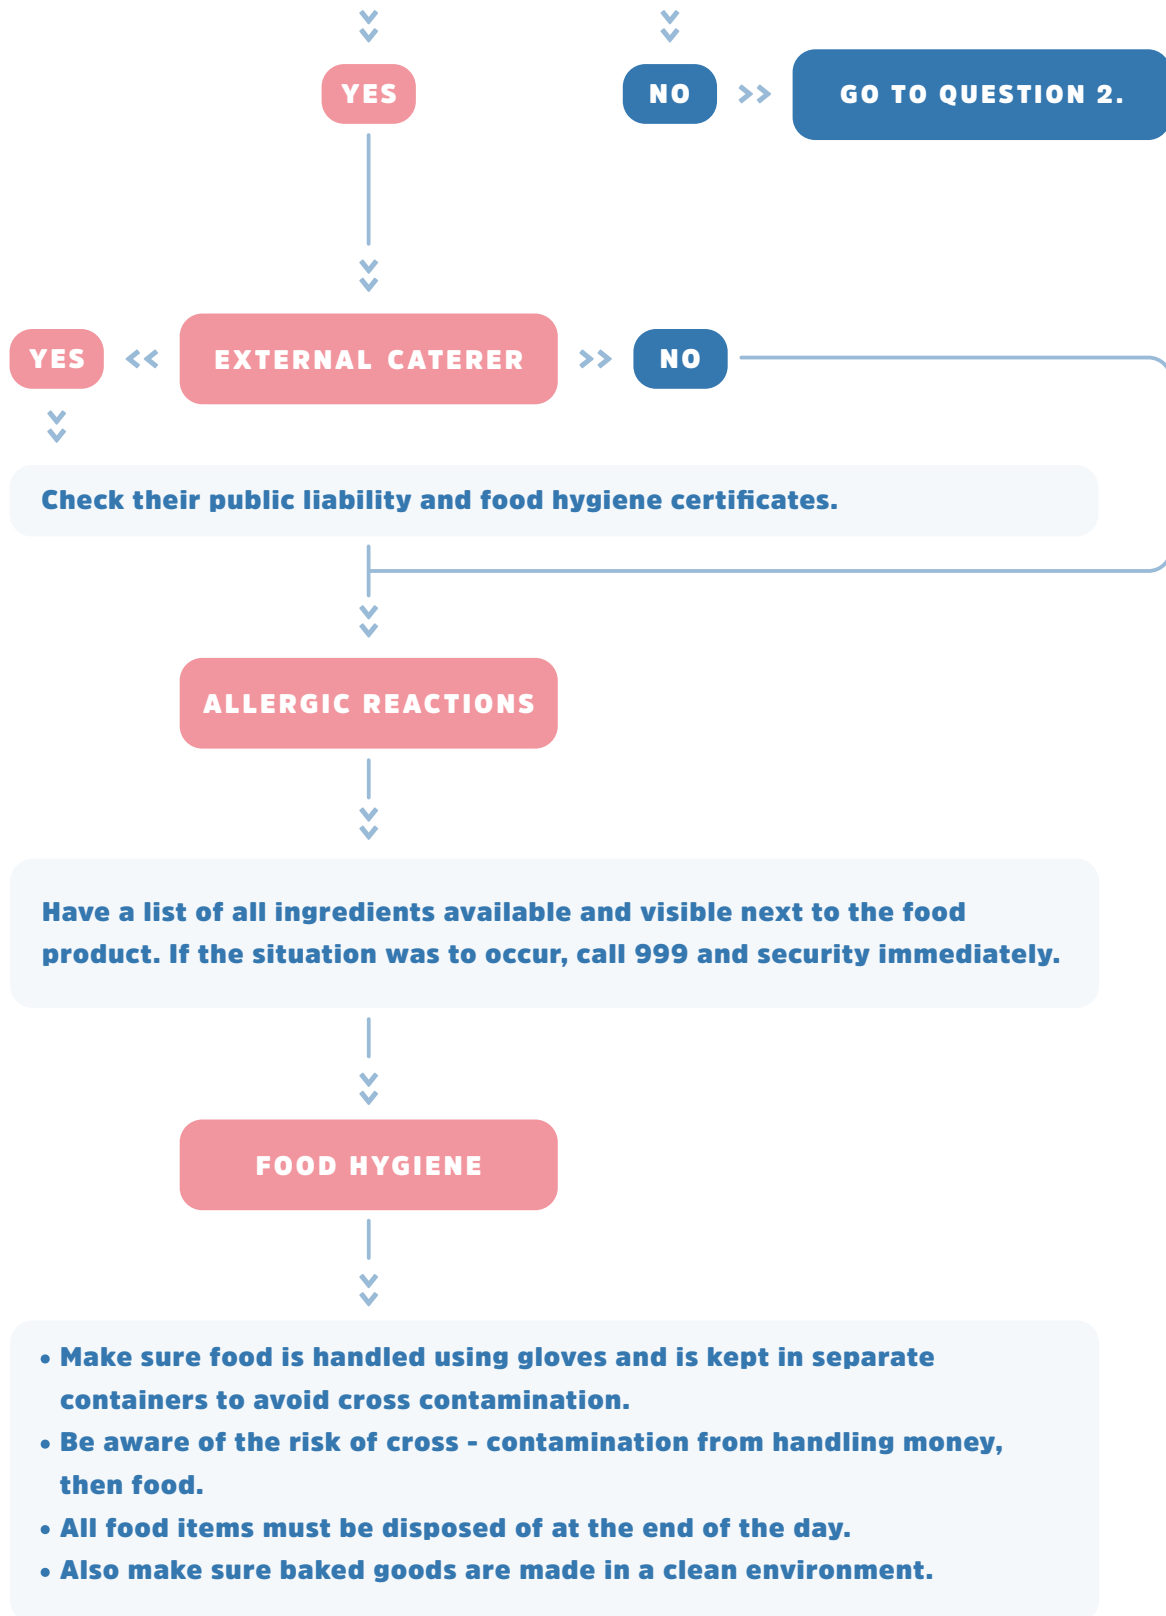 YES
NO
GO TO QUESTION 2.
YES
EXTERNAL CATERER
NO
Check their public liability and food hygiene certificates.
ALLERGIC REACTIONS
Have a list of all ingredients available and visible next to the food
product. If the situation was to occur, call 999 and security immediately.
FOOD HYGIENE
• Make sure food is handled using gloves and is kept in separate
containers to avoid cross contamination.
• Be aware of the risk of cross - contamination from handling money,
then food.
• All food items must be disposed of at the end of the day.
• Also make sure baked goods are made in a clean environment.